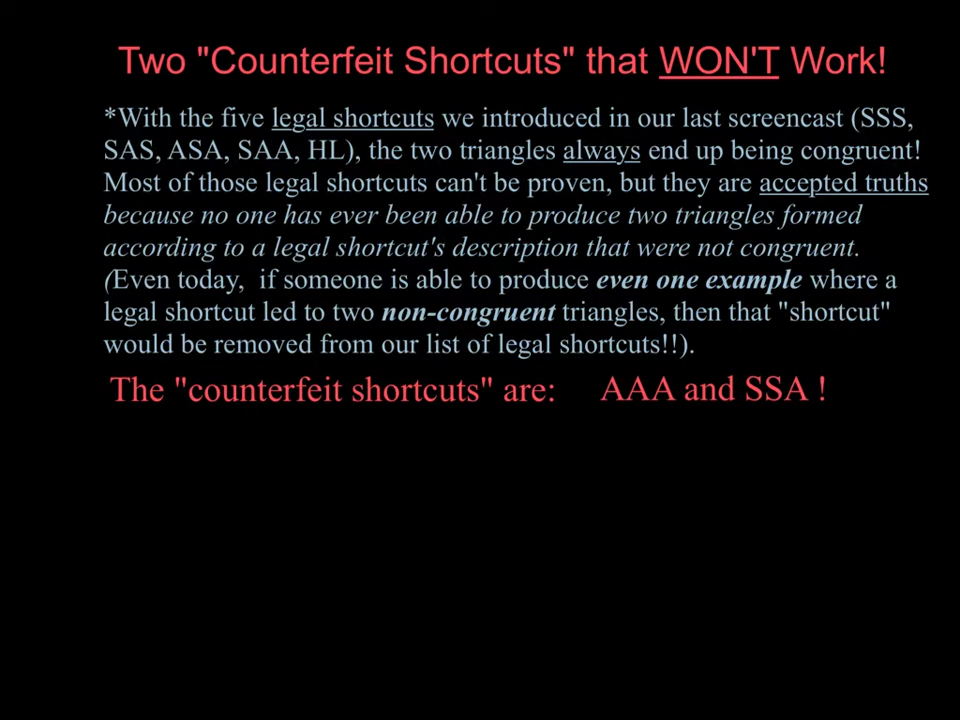 Two "Counterfeit Shortcuts" that WON'T Work!
*With the five legal shortcuts we introduced in our last screencast (SSS,
SAS, ASA, SAA, HL), the two triangles always end up being congruent!
Most of those legal shortcuts can't be proven, but they are accepted truths
because no one has ever been able to produce two triangles formed
according to a legal shortcut's description that were not congruent.
(Even today,  if someone is able to produce even one example where a
legal shortcut led to two non-congruent triangles, then that "shortcut"
would be removed from our list of legal shortcuts!!).
The "counterfeit shortcuts" are: AAA and SSA !